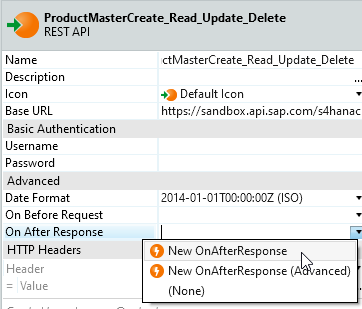 ProductMasterCreate_Read_Update_Delete
REST API
Name :ctMasterCreate_Read_Update_Delete
Description ...
Icon Default Icon
Base URL https://sandbox.api.sap.com/s4hanac
Basic Authentication
Username
Password
Advanced
Date Format 2014-01-01T00:00:00Z (ISO)
On Before Request
On After Response
HTTP Headers
New OnAfterResponse
Header
New OnAfterResponse (Advanced)
= Value
(None)